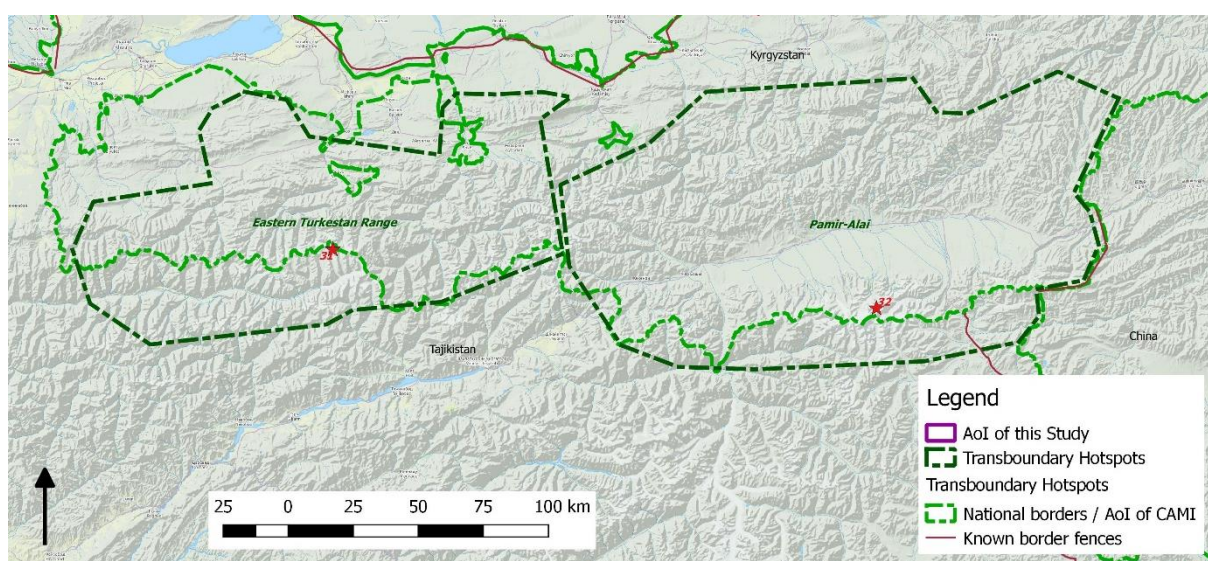 Kyrgyzstan
Eastern Turkestan Range
Pamir-Alai
31
32
Tajikistan
China
25 0 25 50 75 100 km
Legend
AoI of this Study
Transboundary Hotspots
Transboundary Hotspots
National borders / AoI of CAMI
Known border fences